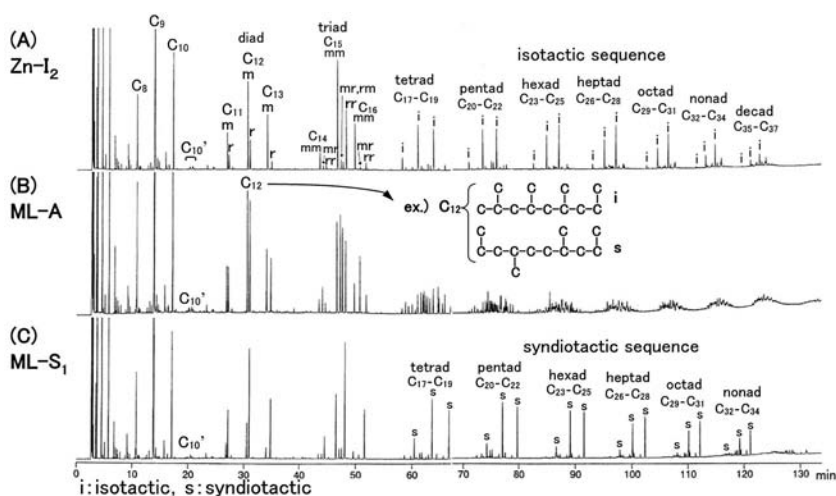 (A)
Zn-I₂
C₈
C₉
C₁₀
C₁₀'
C₁₁
m
r
diad
C₁₂
m
r
C₁₃
m
r
triad
C₁₅
mm
mr,rm
rr
C₁₄
mm
mr
rr
C₁₆
mm
mr
rr
isotactic sequence
tetrad
C₁₇-C₁₉
i
i
i
pentad
C₂₀-C₂₂
i
i
i
hexad
C₂₃-C₂₅
i
i
i
heptad
C₂₆-C₂₈
i
i
i
octad
C₂₉-C₃₁
i
i
i
nonad
C₃₂-C₃₄
i
i
i
decad
C₃₅-C₃₇
i
i
i
(B)
ML-A
C₁₀'
C₁₂
ex.) C₁₂
C C C C
C-C-C-C-C-C-C-C i
C C C
C-C-C-C-C-C-C-C s
C
(C)
ML-S₁
C₁₀'
syndiotactic sequence
tetrad
C₁₇-C₁₉
s
s
s
pentad
C₂₀-C₂₂
s
s
s
hexad
C₂₃-C₂₅
s
s
s
heptad
C₂₆-C₂₈
s
s
s
octad
C₂₉-C₃₁
s
s
s
nonad
C₃₂-C₃₄
s
s
s
0 10 20 30 40 50 60 70 80 90 100 110 120 130 min
i:isotactic, s:syndiotactic